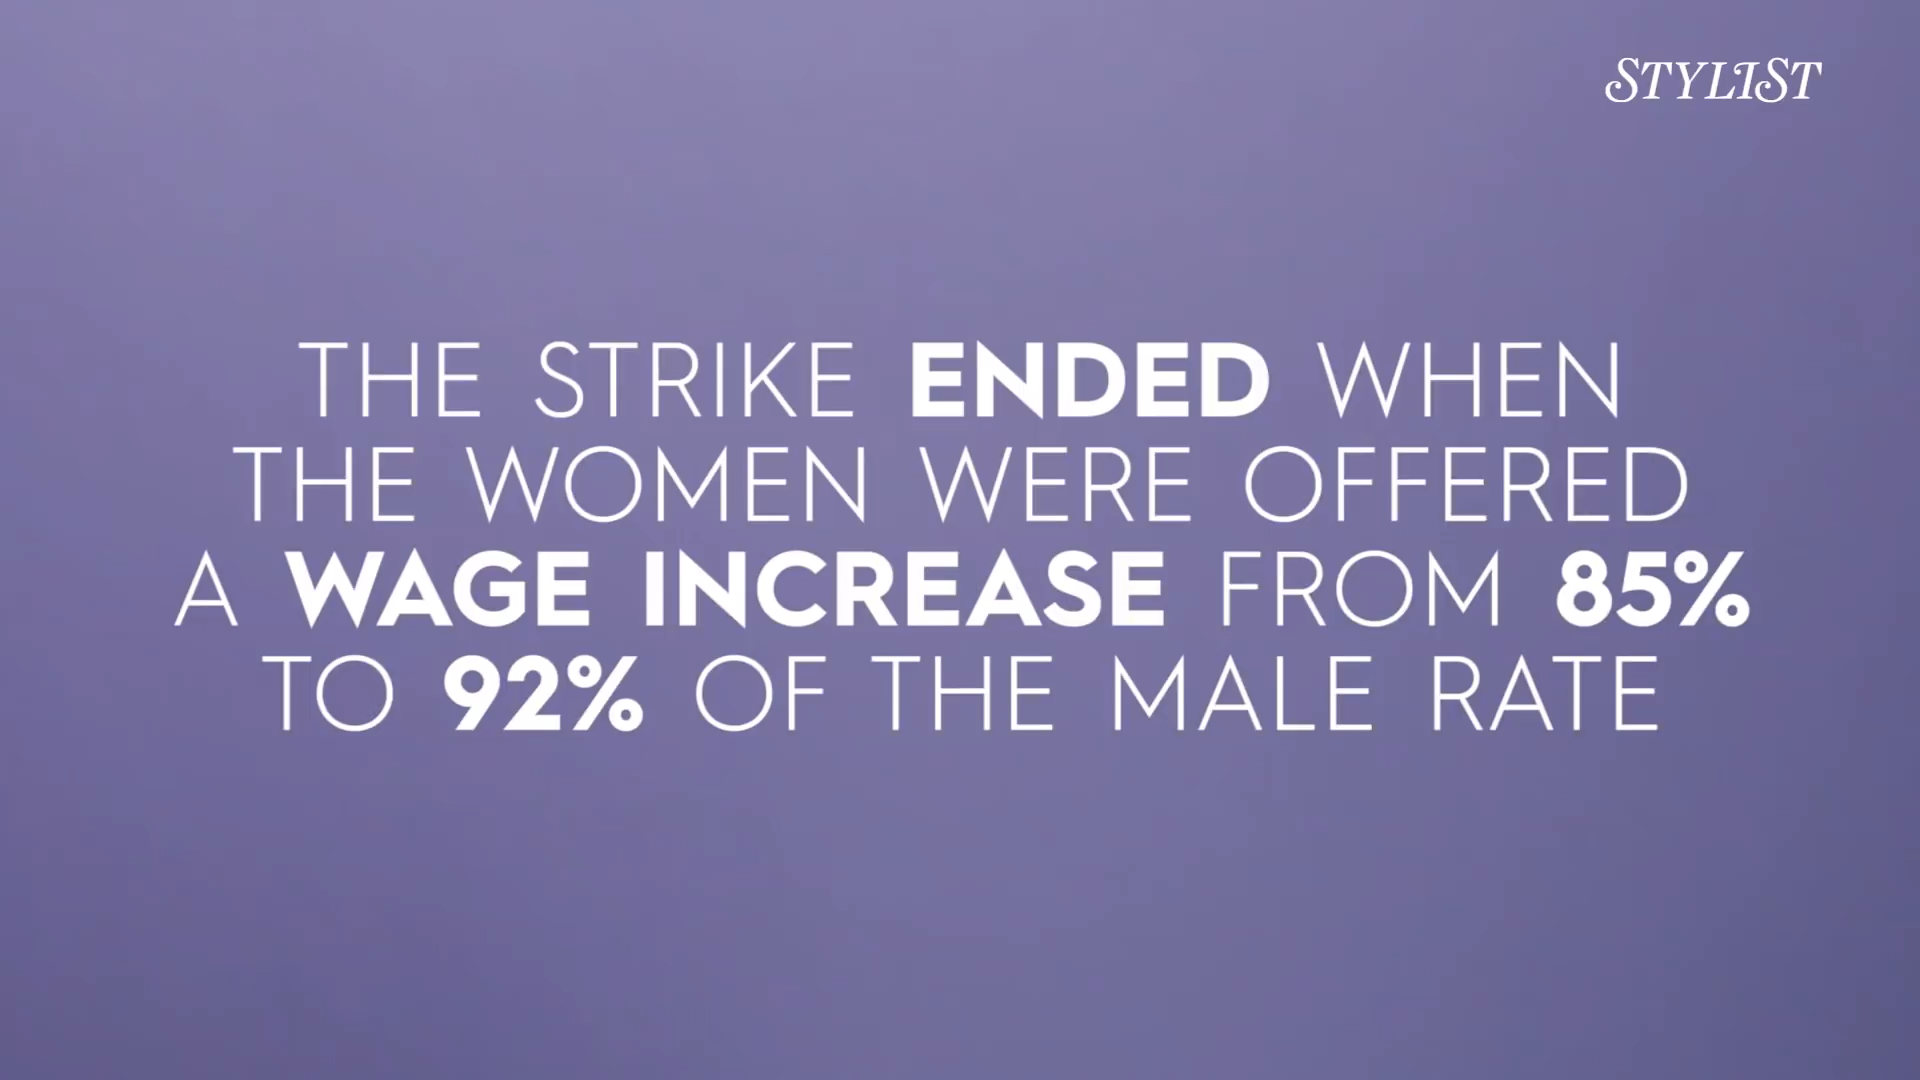 STYLIST
THE STRIKE ENDED WHEN
THE WOMEN WERE OFFERED
A WAGE INCREASE FROM 85%
TO 92% OF THE MALE RATE